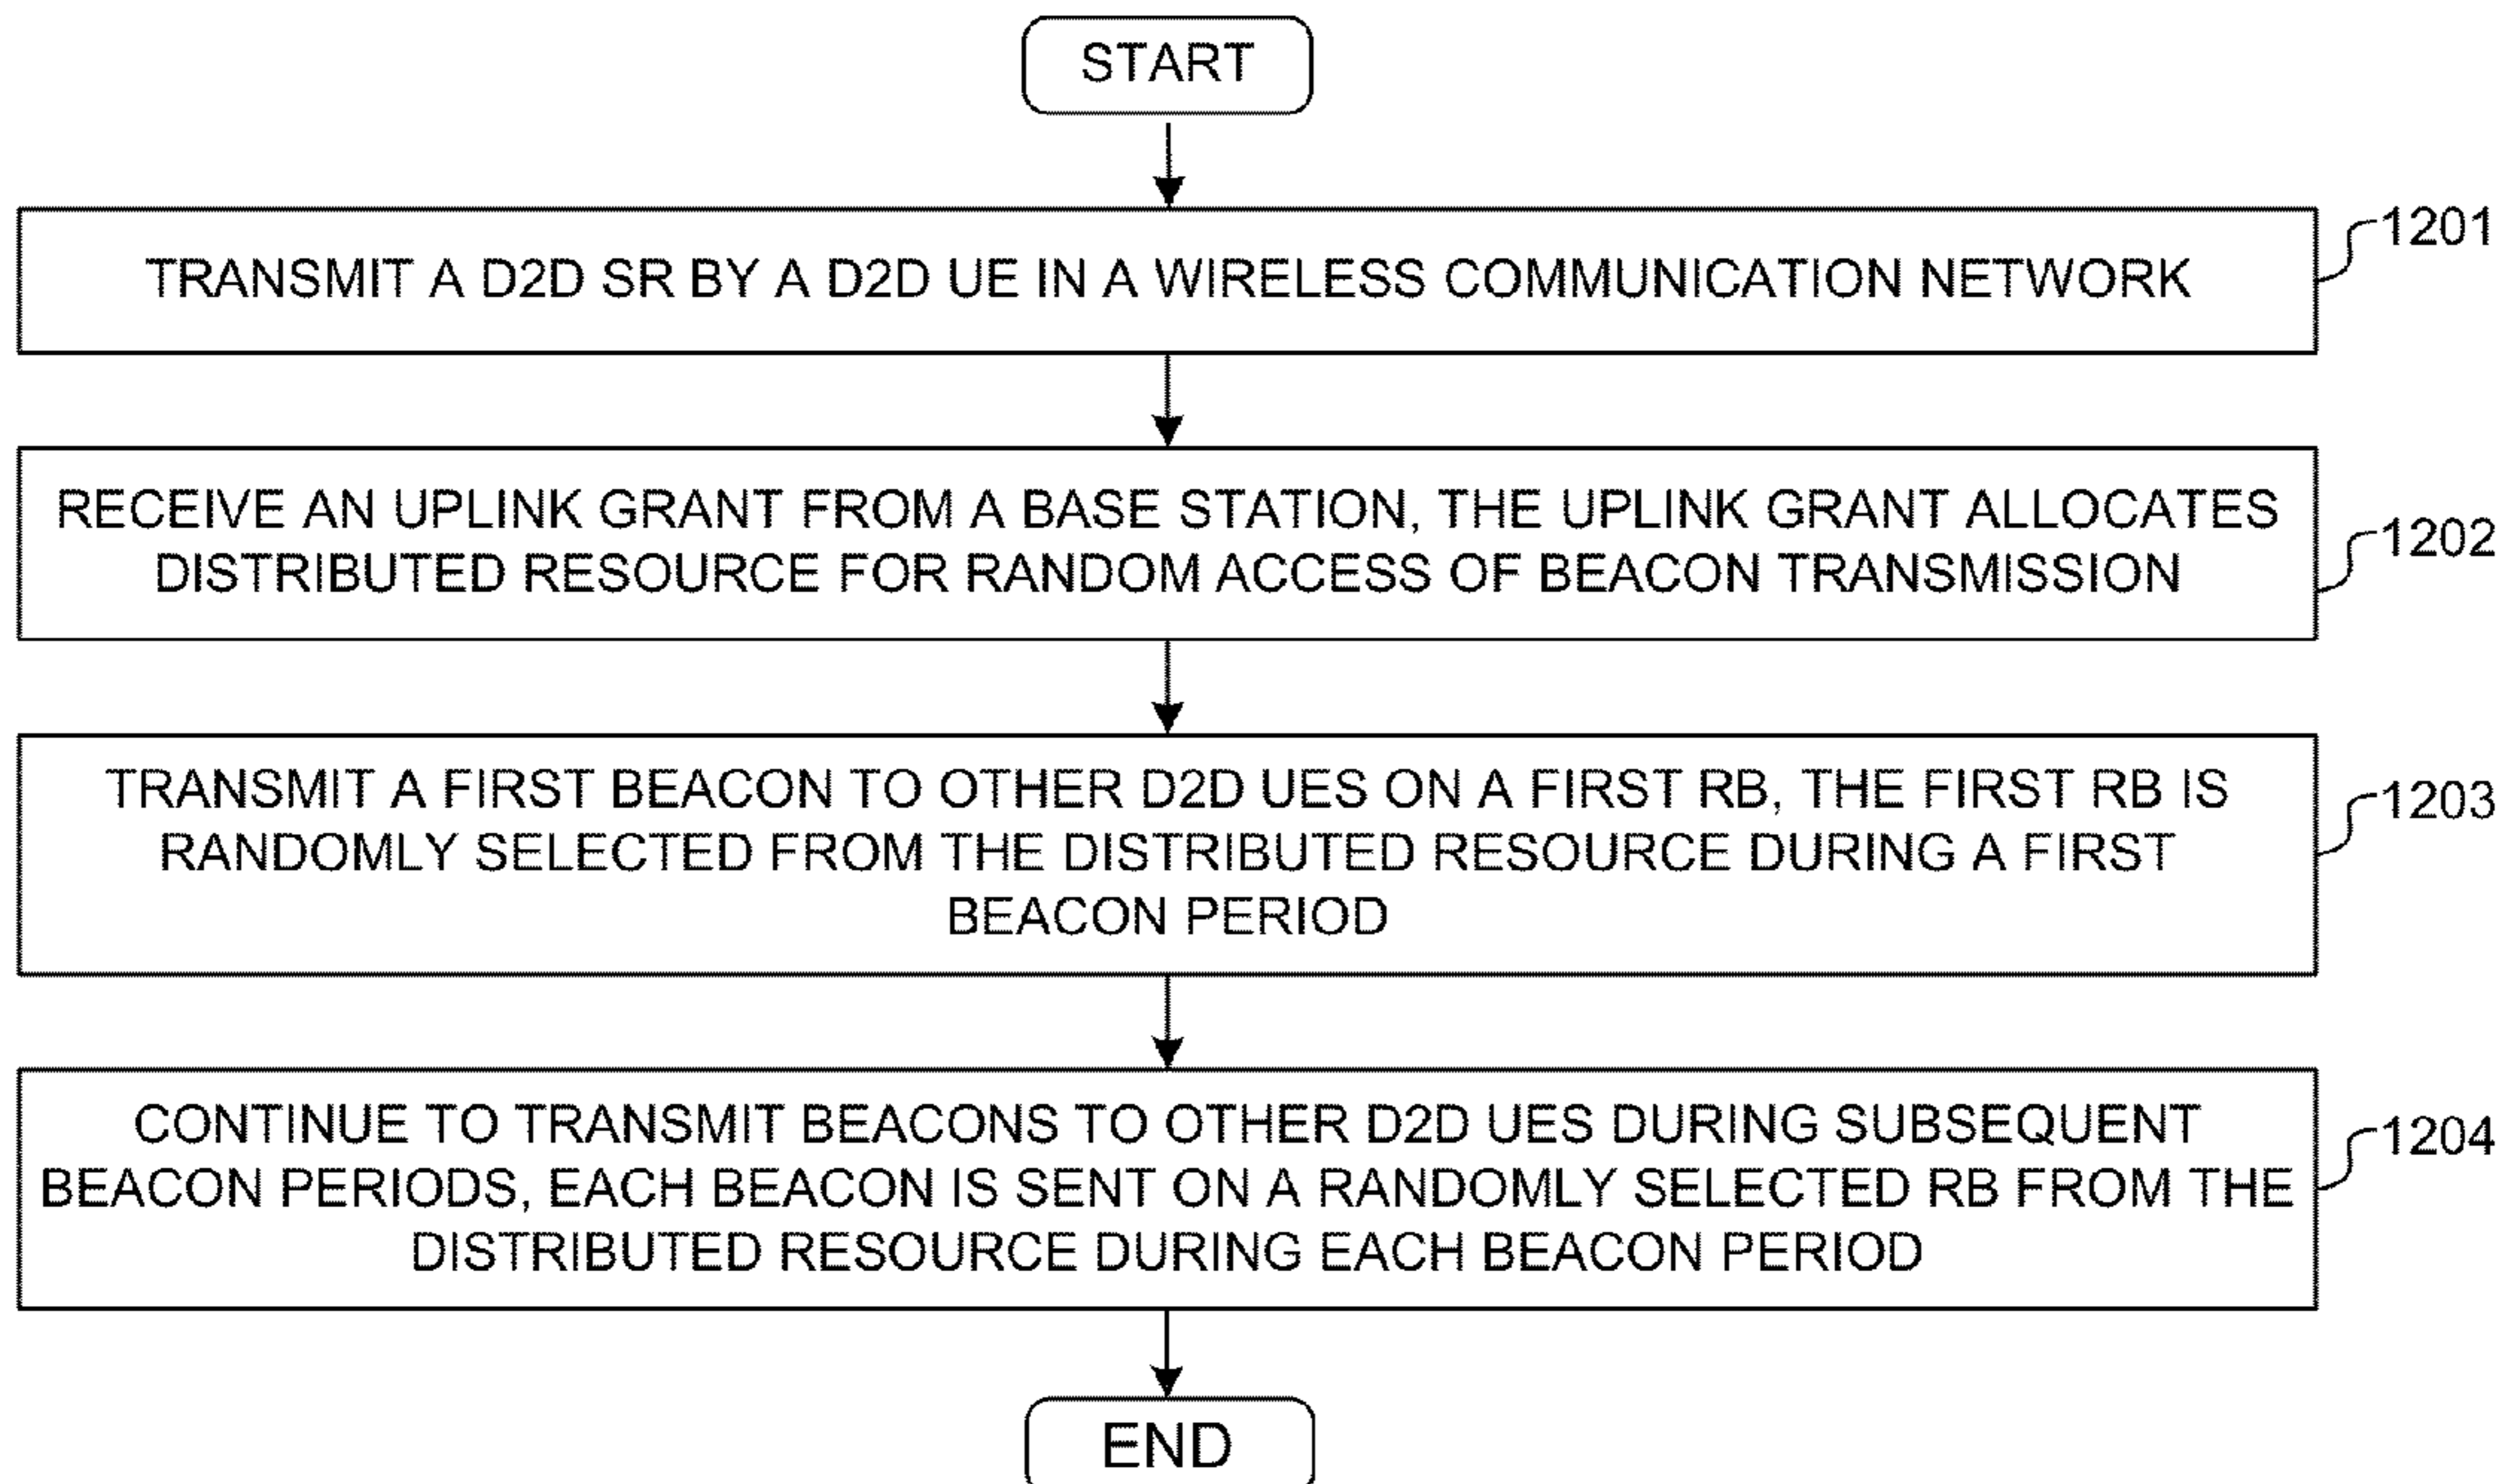 START
TRANSMIT A D2D SR BY A D2D UE IN A WIRELESS COMMUNICATION NETWORK
1201
RECEIVE AN UPLINK GRANT FROM A BASE STATION, THE UPLINK GRANT ALLOCATES
DISTRIBUTED RESOURCE FOR RANDOM ACCESS OF BEACON TRANSMISSION
1202
TRANSMIT A FIRST BEACON TO OTHER D2D UES ON A FIRST RB, THE FIRST RB IS
RANDOMLY SELECTED FROM THE DISTRIBUTED RESOURCE DURING A FIRST
BEACON PERIOD
1203
CONTINUE TO TRANSMIT BEACONS TO OTHER D2D UES DURING SUBSEQUENT
BEACON PERIODS, EACH BEACON IS SENT ON A RANDOMLY SELECTED RB FROM THE
DISTRIBUTED RESOURCE DURING EACH BEACON PERIOD
1204
END